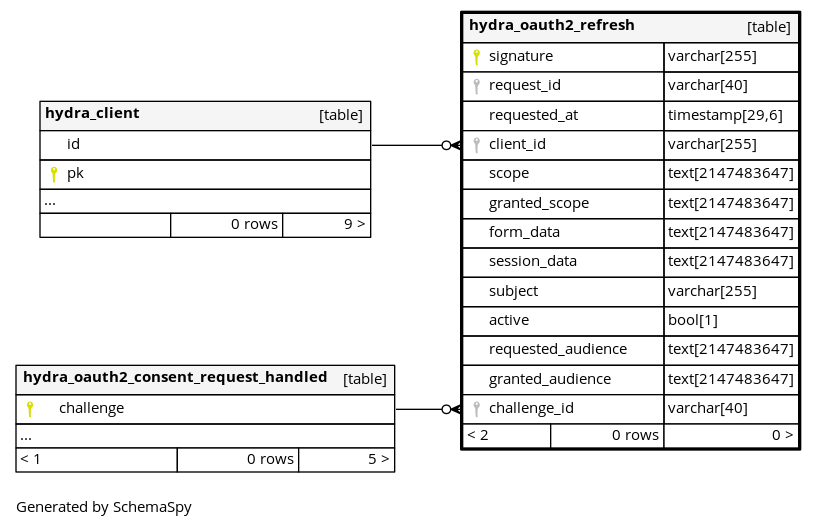 hydra_oauth2_refresh [table]
signature varchar[255]
request_id varchar[40]
requested_at timestamp[29,6]
client_id varchar[255]
scope text[2147483647]
granted_scope text[2147483647]
form_data text[2147483647]
session_data text[2147483647]
subject varchar[255]
active bool[1]
requested_audience text[2147483647]
granted_audience text[2147483647]
challenge_id varchar[40]
< 2 0 rows 0 >
hydra_client [table]
id
pk
...
0 rows 9 >
hydra_oauth2_consent_request_handled [table]
challenge
...
< 1 0 rows 5 >
Generated by SchemaSpy